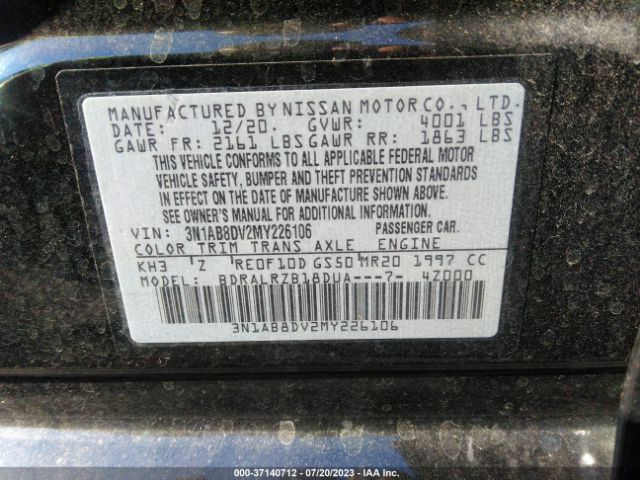 MANUFACTURED BY NISSAN MOTOR CO., LTD.
DATE: 12/20. GVWR: 4001 LBS
GAWR FR: 2161 LBS GAWR RR: 1863 LBS
THIS VEHICLE CONFORMS TO ALL APPLICABLE FEDERAL MOTOR
VEHICLE SAFETY, BUMPER AND THEFT PREVENTION STANDARDS
IN EFFECT ON THE DATE OF MANUFACTURE SHOWN ABOVE.
SEE OWNER'S MANUAL FOR ADDITIONAL INFORMATION.
VIN: 3N1AB8DV2MY226106 PASSENGER CAR.
COLOR TRIM TRANS AXLE ENGINE
KH3 'Z 'RE0F10D GS50 'MR20 1997 CC
MODEL: BDRALRZB18DUA---7- 4Z000
3N1AB8DV2MY226106
000-37140712 - 07/20/2023 - IAA Inc.